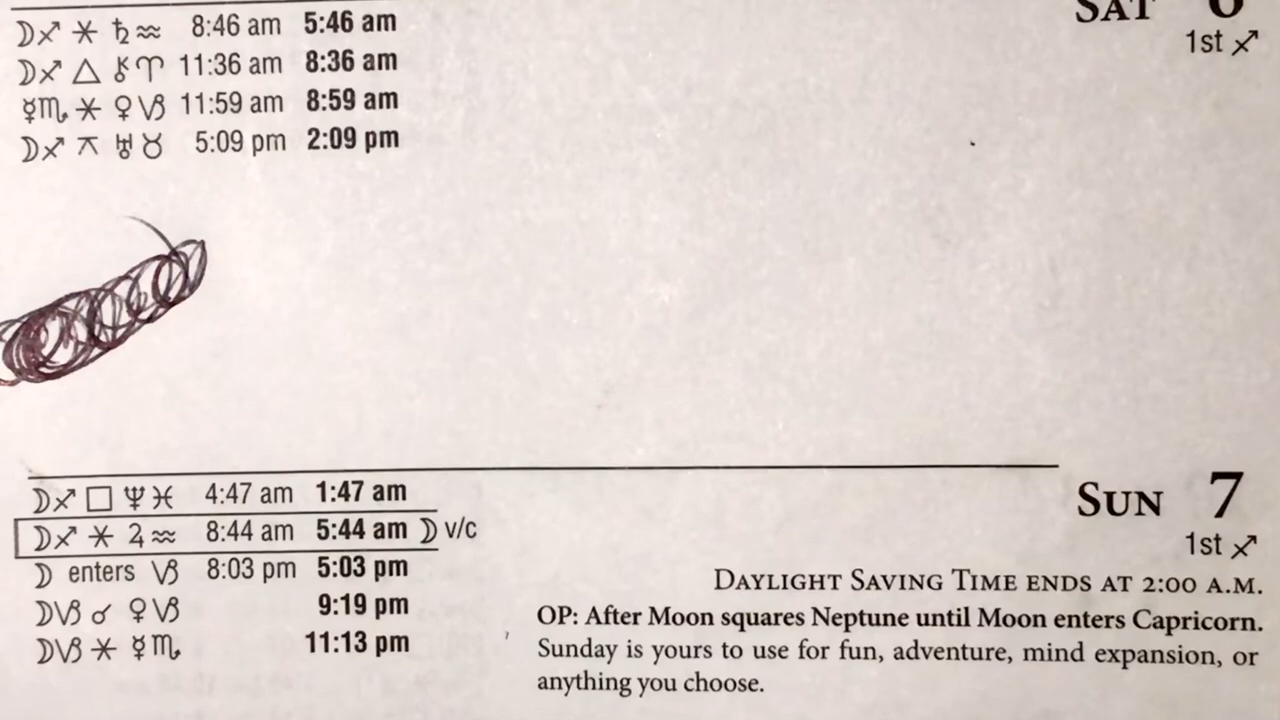 ☽♐ ⚹ ♄♒ 8:46 am 5:46 am
SAT 6
1st ♐
☽♐ △ ⚷♈ 11:36 am 8:36 am
☿♏ ⚹ ♀♑ 11:59 am 8:59 am
☽♐ ⚻ ♅♉ 5:09 pm 2:09 pm
☽♐ □ ♆♓ 4:47 am 1:47 am
☽♐ ⚹ ♃♒ 8:44 am 5:44 am ☽ v/c
☽ enters ♑ 8:03 pm 5:03 pm
☽♑ ☌ ♀♑ 9:19 pm
☽♑ ⚹ ☿♏ 11:13 pm
SUN 7
1st ♐
DAYLIGHT SAVING TIME ENDS AT 2:00 A.M.
OP: After Moon squares Neptune until Moon enters Capricorn.
Sunday is yours to use for fun, adventure, mind expansion, or
anything you choose.